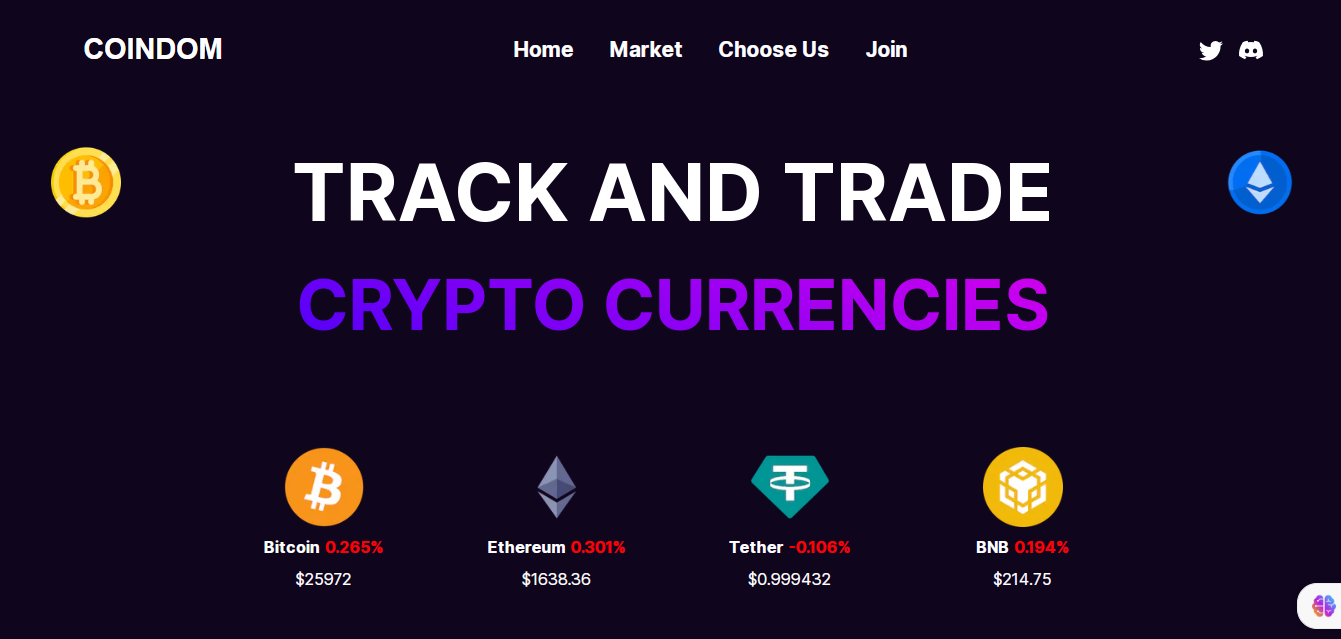 COINDOM Home Market Choose Us Join
TRACK AND TRADE
CRYPTO CURRENCIES
Bitcoin 0.265% Ethereum 0.301% Tether -0.106% BNB 0.194%
$25972 $1638.36 $0.999432 $214.75